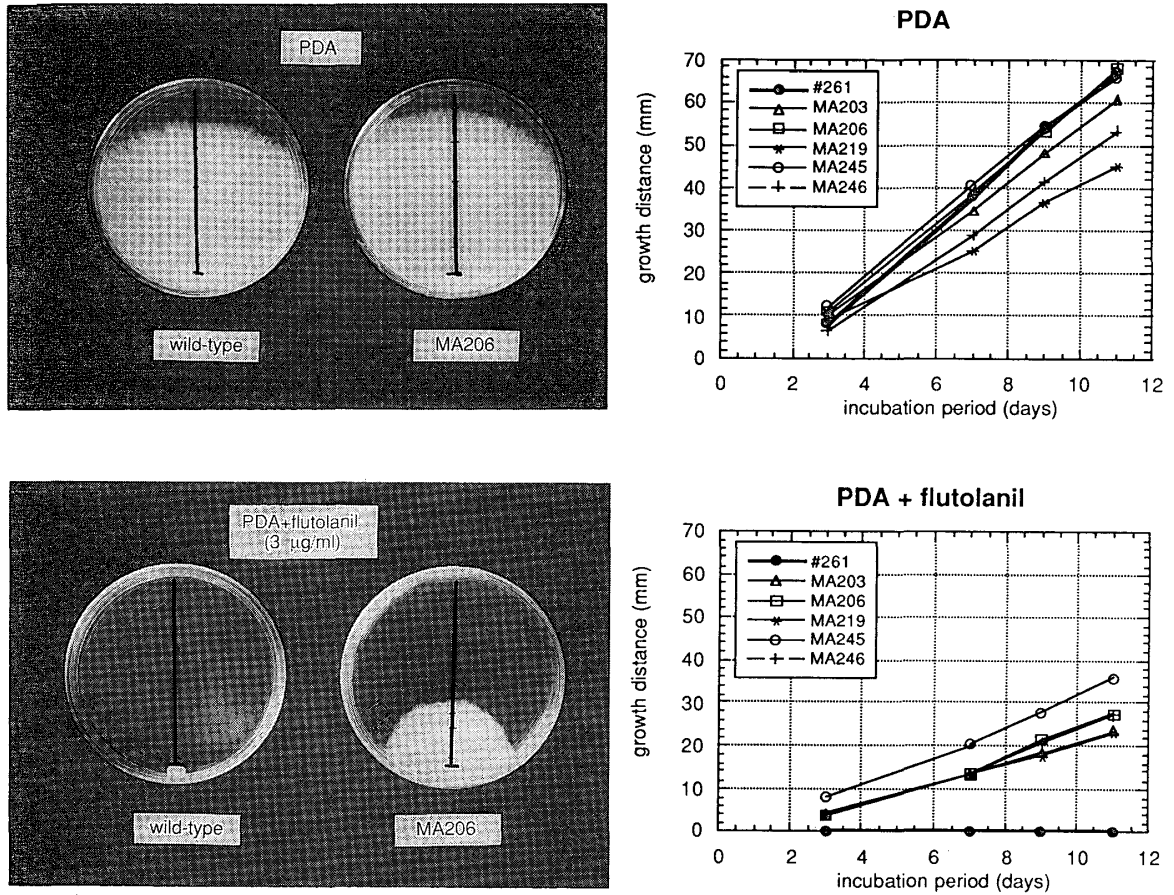 PDA
wild-type
MA206
PDA
70
60
50
40
30
20
10
0
growth distance (mm)
#261
MA203
MA206
MA219
MA245
MA246
0 2 4 6 8 10 12
incubation period (days)
PDA+flutolanil
(3 µg/ml)
wild-type
MA206
PDA + flutolanil
70
60
50
40
30
20
10
0
growth distance (mm)
#261
MA203
MA206
MA219
MA245
MA246
0 2 4 6 8 10 12
incubation period (days)